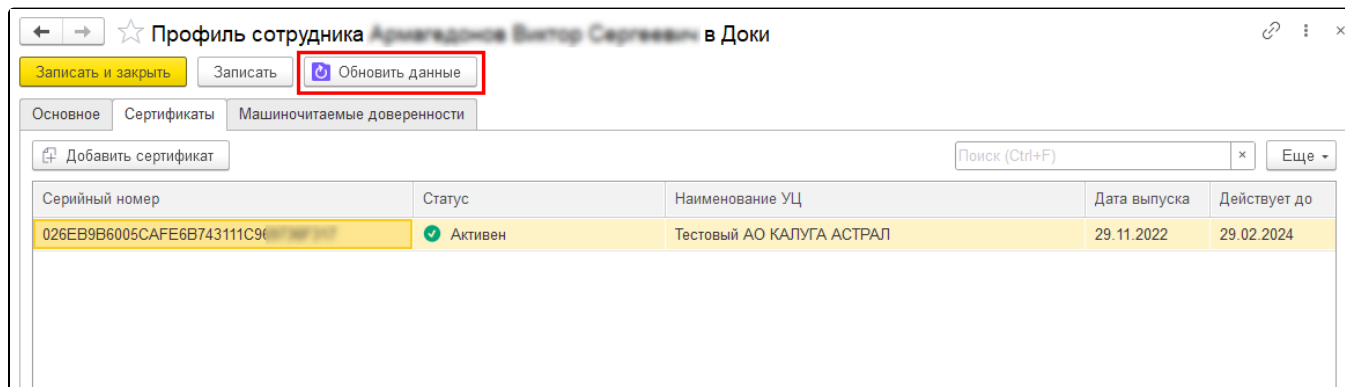 Профиль сотрудника в Доки
Записать и закрыть Записать Обновить данные
Основное Сертификаты Машиночитаемые доверенности
Добавить сертификат Поиск (Ctrl+F) × Еще
Серийный номер Статус Наименование УЦ Дата выпуска Действует до
026EB9B6005CAFE6B743111C9 Активен Тестовый АО КАЛУГА АСТРАЛ 29.11.2022 29.02.2024